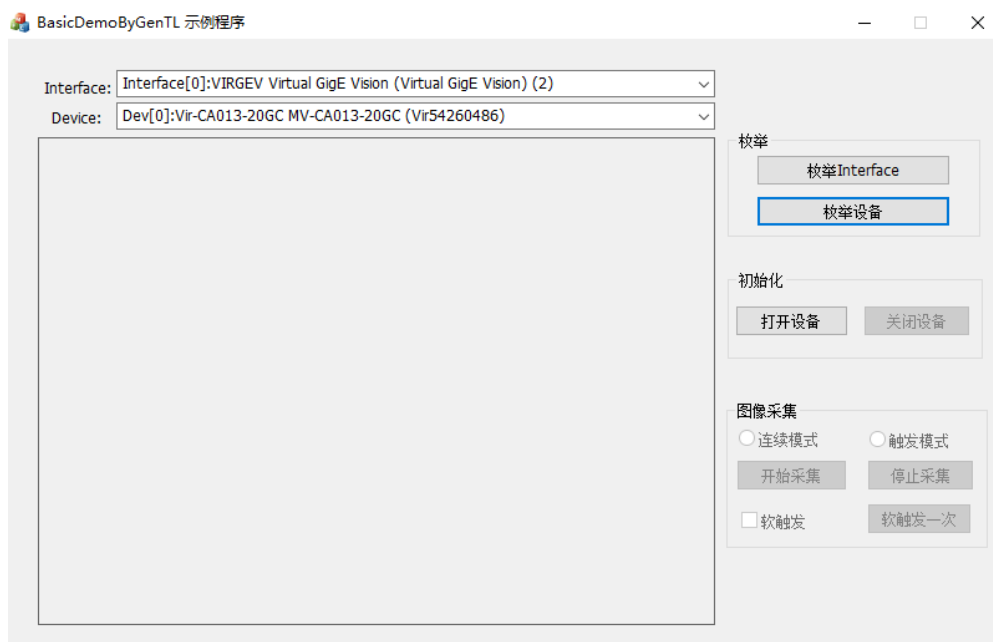 BasicDemoByGenTL 示例程序
Interface: Interface[0]:VIRGEV Virtual GigE Vision (Virtual GigE Vision) (2)
Device: Dev[0]:Vir-CA013-20GC MV-CA013-20GC (Vir54260486)
枚举
枚举Interface
枚举设备
初始化
打开设备 关闭设备
图像采集
连续模式 触发模式
开始采集 停止采集
软触发 软触发一次